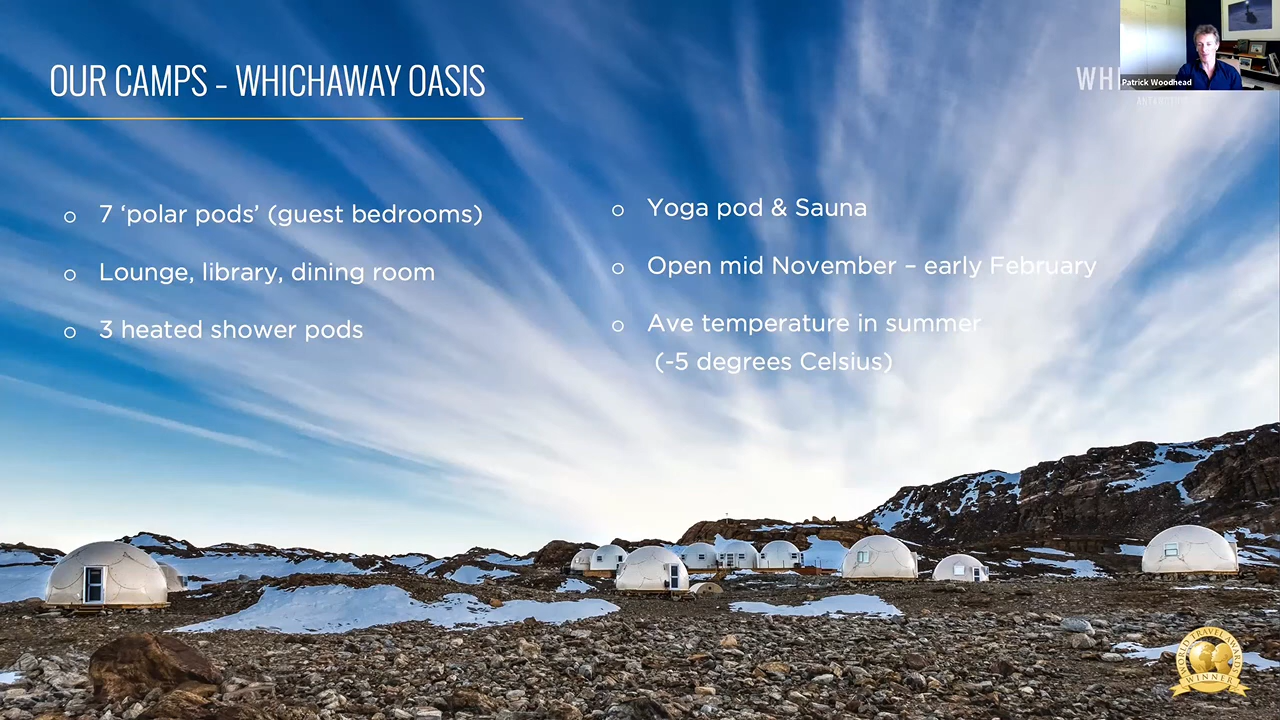 OUR CAMPS – WHICHAWAY OASIS
WHI
Patrick Woodhead
7 ‘polar pods’ (guest bedrooms)
Lounge, library, dining room
3 heated shower pods
Yoga pod & Sauna
Open mid November – early February
Ave temperature in summer
(-5 degrees Celsius)
WORLD TRAVEL AWARDS
WINNER